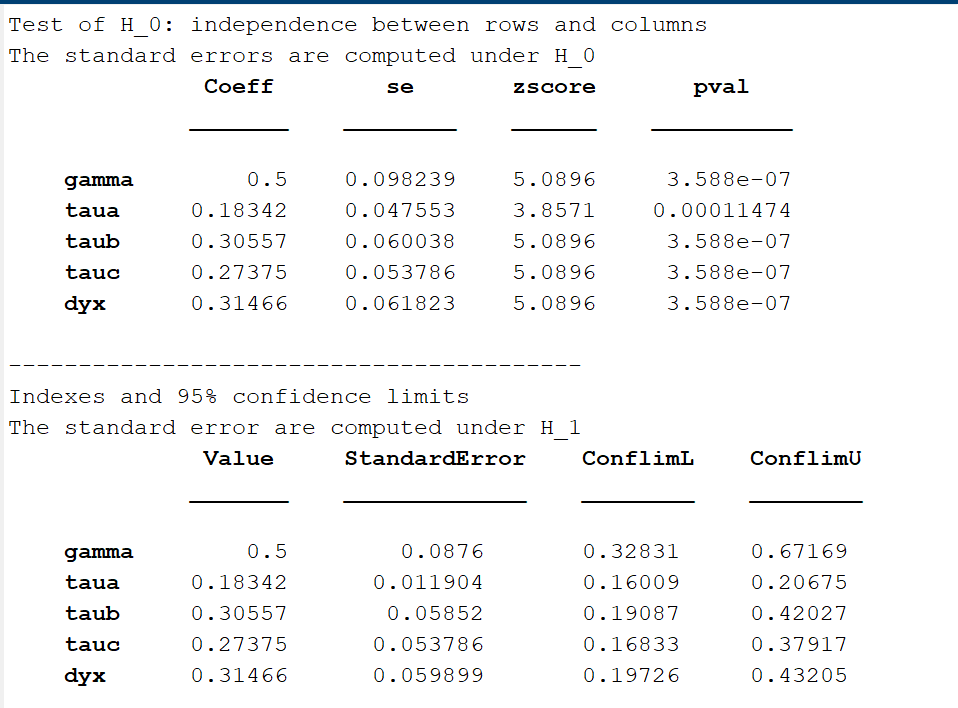 Test of H_0: independence between rows and columns
The standard errors are computed under H_0
Coeff se zscore pval
gamma 0.5 0.098239 5.0896 3.588e-07
taua 0.18342 0.047553 3.8571 0.00011474
taub 0.30557 0.060038 5.0896 3.588e-07
tauc 0.27375 0.053786 5.0896 3.588e-07
dyx 0.31466 0.061823 5.0896 3.588e-07
-----------------------------------------
Indexes and 95% confidence limits
The standard error are computed under H_1
Value StandardError ConflimL ConflimU
gamma 0.5 0.0876 0.32831 0.67169
taua 0.18342 0.011904 0.16009 0.20675
taub 0.30557 0.05852 0.19087 0.42027
tauc 0.27375 0.053786 0.16833 0.37917
dyx 0.31466 0.059899 0.19726 0.43205